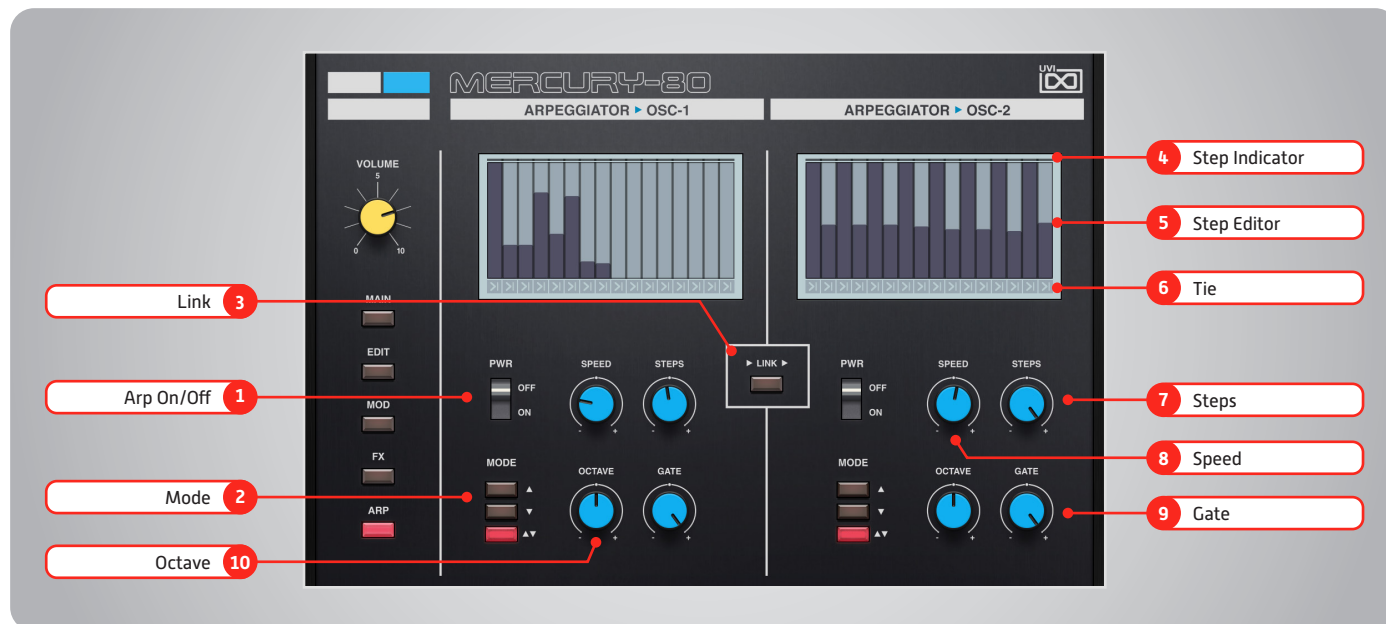 UVI
MERCURY-80
ARPEGGIATOR ► OSC-1
ARPEGGIATOR ► OSC-2
VOLUME
5
0
10
4 Step Indicator
5 Step Editor
6 Tie
Link 3
MAIN
► LINK ►
EDIT
PWR
SPEED
STEPS
OFF
ON
- +
- +
PWR
SPEED
STEPS
OFF
ON
- +
- +
Arp On/Off 1
7 Steps
MOD
8 Speed
FX
MODE
OCTAVE
GATE
▲
▼
▲▼
- +
- +
MODE
OCTAVE
GATE
▲
▼
▲▼
- +
- +
Mode 2
9 Gate
ARP
Octave 10